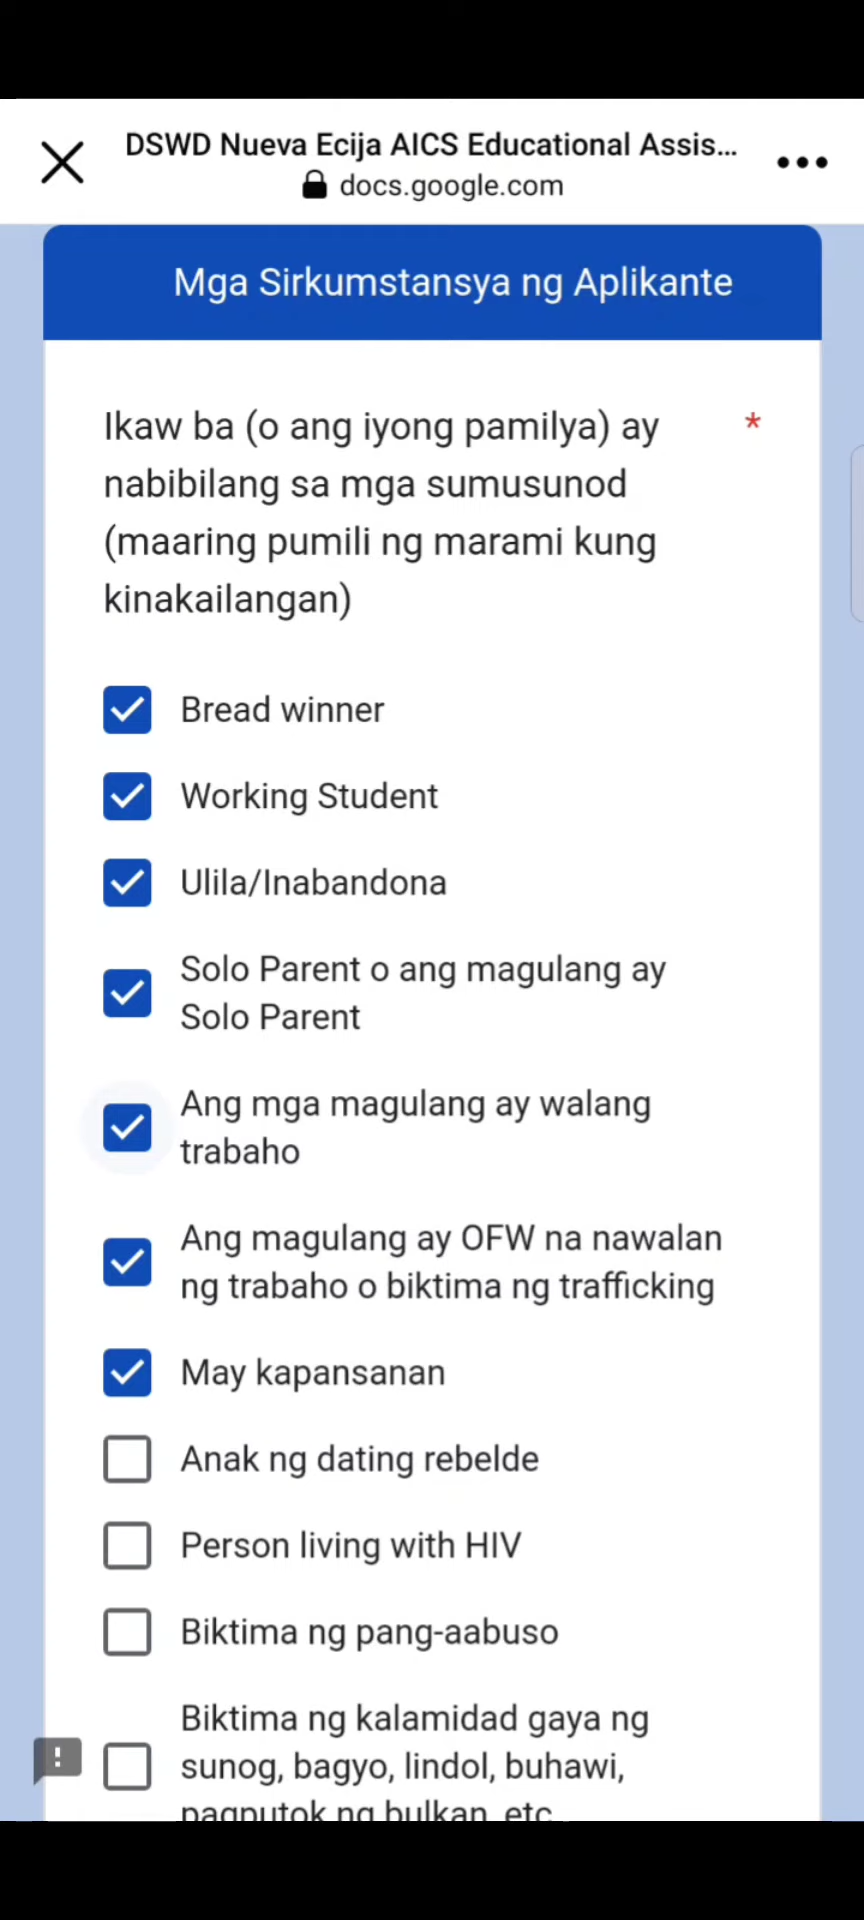 DSWD Nueva Ecija AICS Educational Assis...
docs.google.com
Mga Sirkumstansya ng Aplikante
Ikaw ba (o ang iyong pamilya) ay *
nabibilang sa mga sumusunod
(maaring pumili ng marami kung
kinakailangan)
Bread winner
Working Student
Ulila/Inabandona
Solo Parent o ang magulang ay
Solo Parent
Ang mga magulang ay walang
trabaho
Ang magulang ay OFW na nawalan
ng trabaho o biktima ng trafficking
May kapansanan
Anak ng dating rebelde
Person living with HIV
Biktima ng pang-aabuso
Biktima ng kalamidad gaya ng
sunog, bagyo, lindol, buhawi,
pagputok ng bulkan, etc